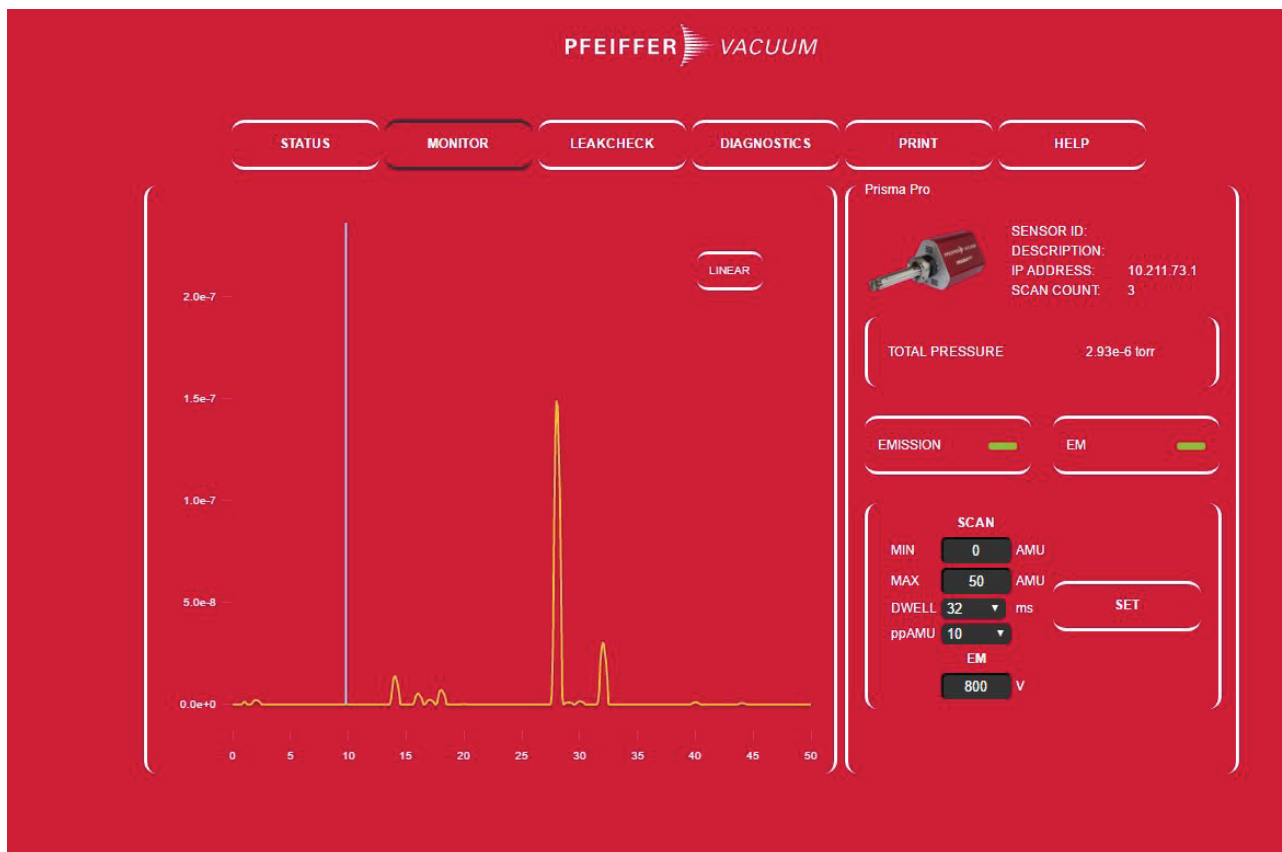 PFEIFFER VACUUM
STATUS MONITOR LEAKCHECK DIAGNOSTICS PRINT HELP
LINEAR
2.0e-7
1.5e-7
1.0e-7
5.0e-8
0.0e+0
0 5 10 15 20 25 30 35 40 45 50
Prisma Pro
SENSOR ID:
DESCRIPTION:
IP ADDRESS: 10.211.73.1
SCAN COUNT: 3
TOTAL PRESSURE 2.93e-6 torr
EMISSION EM
SCAN
MIN 0 AMU
MAX 50 AMU
DWELL 32 ms
SET
ppAMU 10
EM
800 V